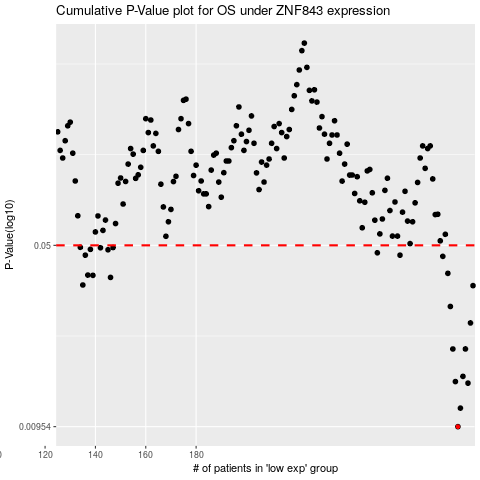 Cumulative P-Value plot for OS under ZNF843 expression
P-Value(log10)
0.05
0.00954
0 120 140 160 180
# of patients in 'low exp' group